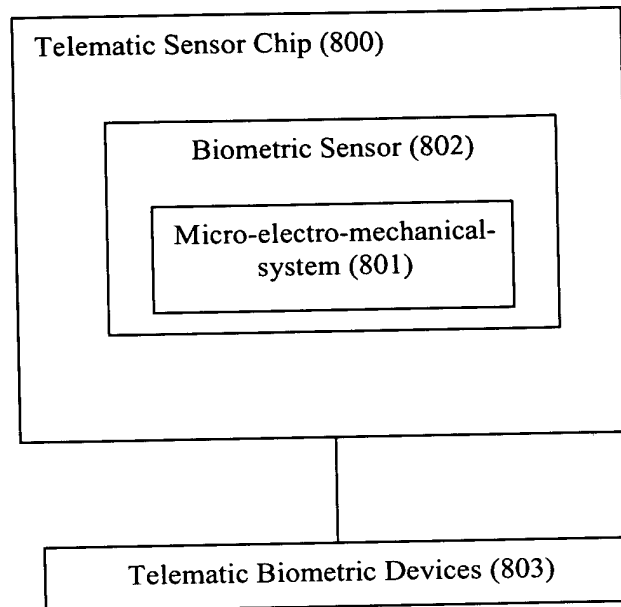 Telematic Sensor Chip (800)
Biometric Sensor (802)
Micro-electro-mechanical-
system (801)
Telematic Biometric Devices (803)